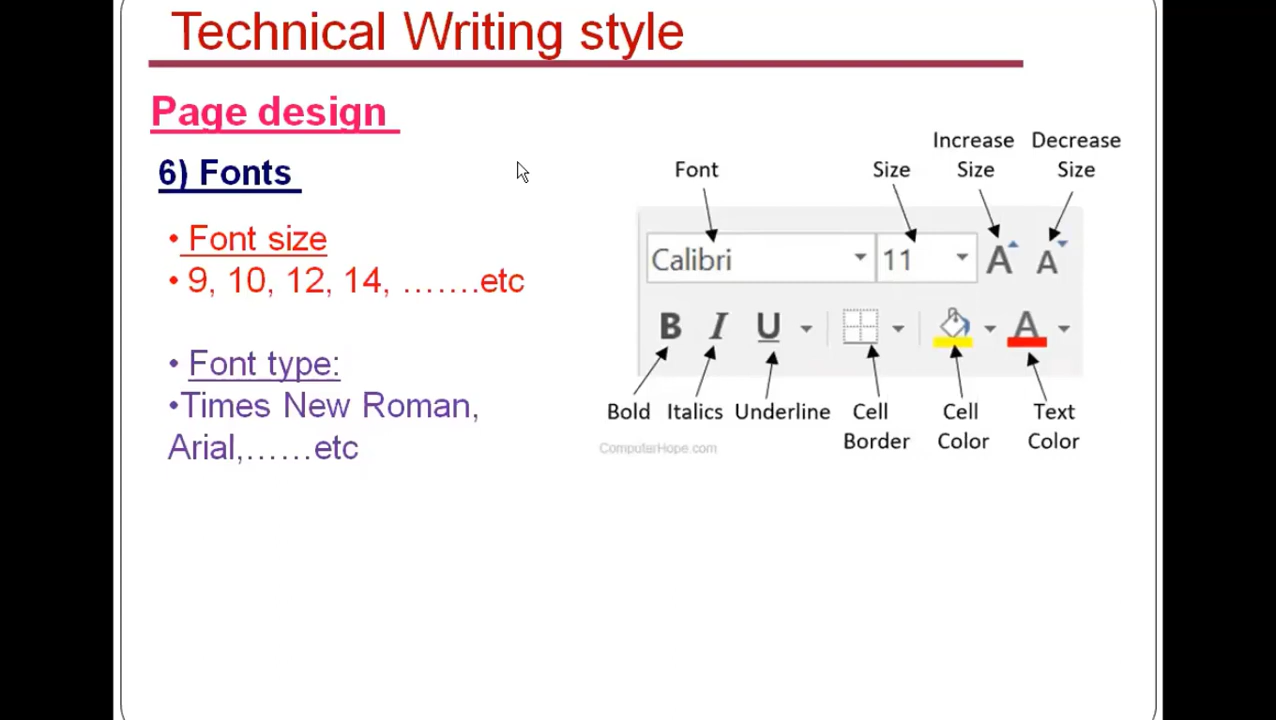 Technical Writing style
Page design
6) Fonts
• Font size
• 9, 10, 12, 14, …….etc
• Font type:
•Times New Roman,
Arial,……etc
Increase Decrease
Font Size Size Size
Calibri 11 A A
B I U A
Bold Italics Underline Cell Cell Text
Border Color Color
ComputerHope.com